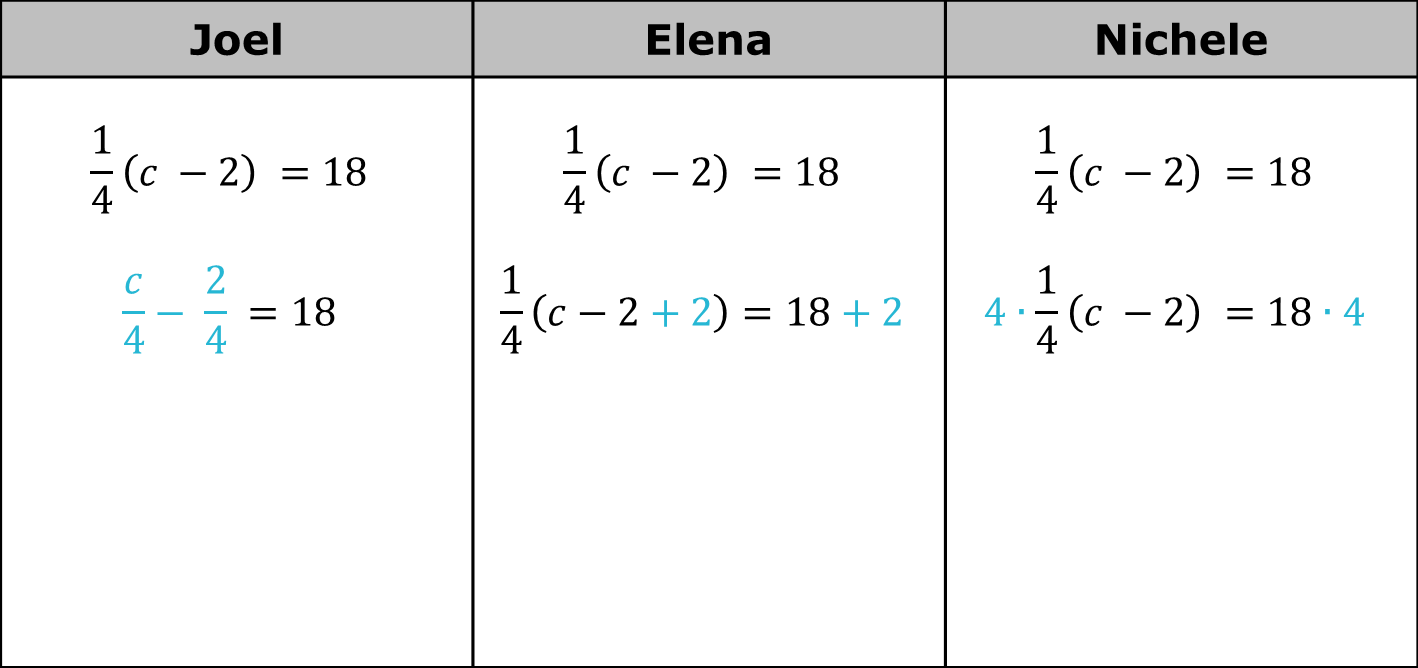 Joel
1/4 (c − 2) = 18
c/4 − 2/4 = 18
Elena
1/4 (c − 2) = 18
1/4 (c − 2 + 2) = 18 + 2
Nichele
1/4 (c − 2) = 18
4 · 1/4 (c − 2) = 18 · 4